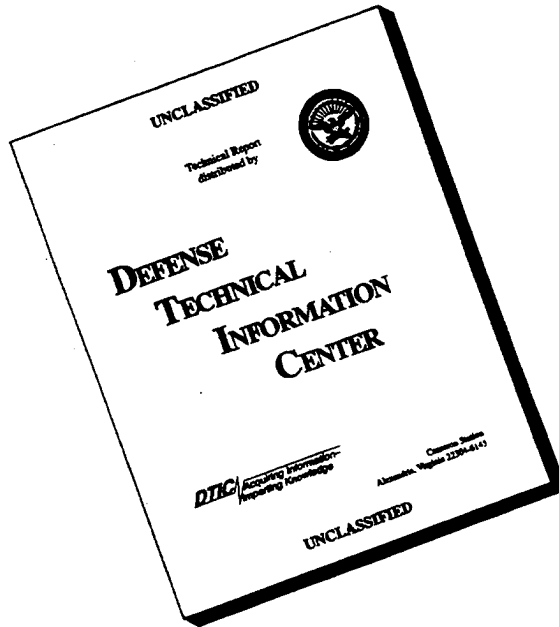 UNCLASSIFIED
Technical Report
distributed by
DEFENSE
TECHNICAL
INFORMATION
CENTER
DTIC
Acquiring Information-
Imparting Knowledge
Cameron Station
Alexandria, Virginia 22304-6145
UNCLASSIFIED